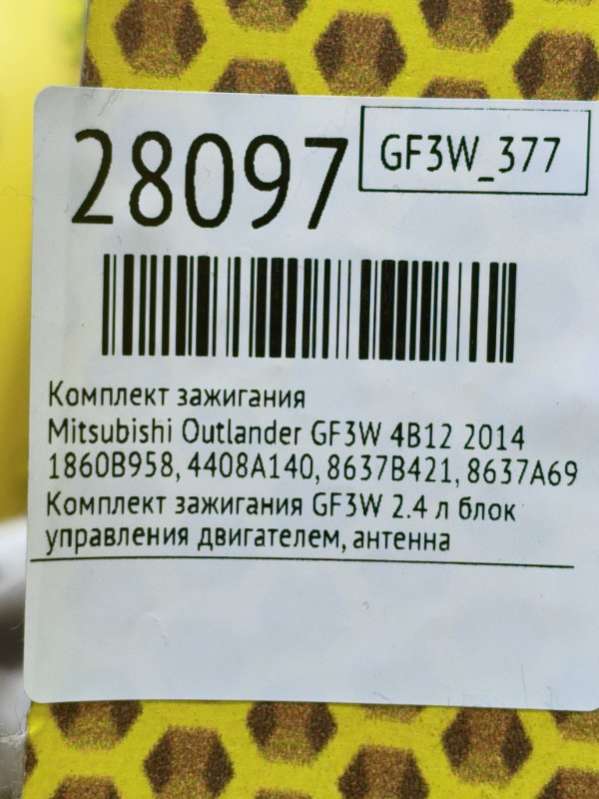 28097
GF3W_377
Комплект зажигания
Mitsubishi Outlander GF3W 4B12 2014
1860B958, 4408A140, 8637B421, 8637A69
Комплект зажигания GF3W 2.4 л блок
управления двигателем, антенна